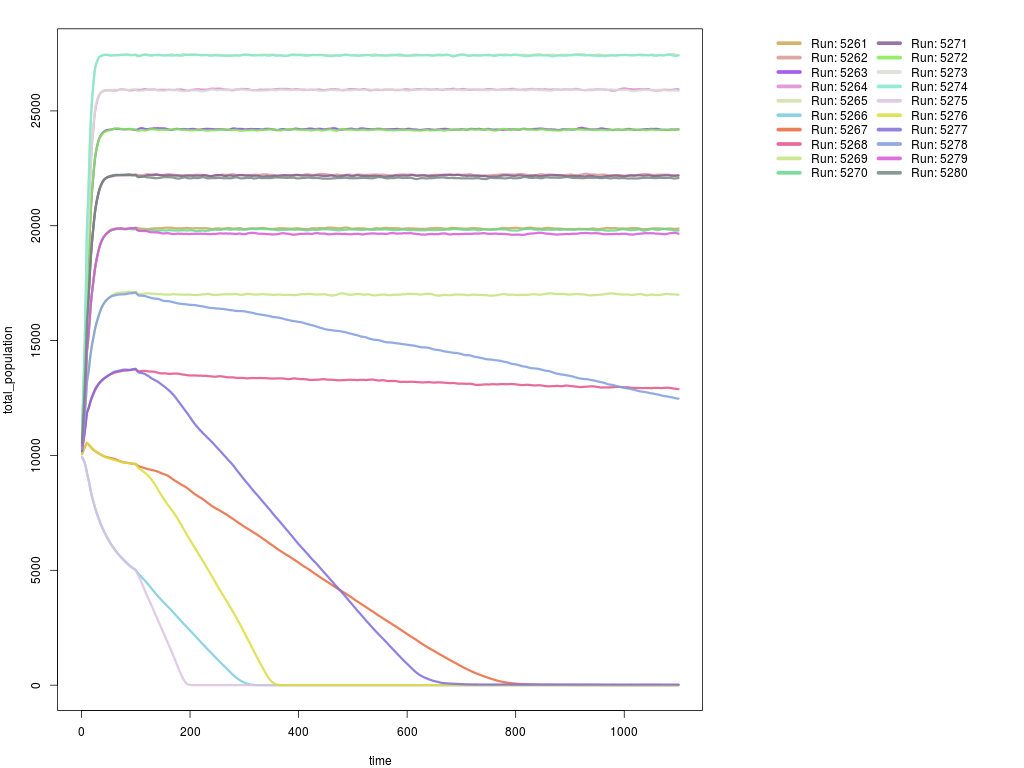 total_population
25000
20000
15000
10000
5000
0
0 200 400 600 800 1000
time
Run: 5261 Run: 5271
Run: 5262 Run: 5272
Run: 5263 Run: 5273
Run: 5264 Run: 5274
Run: 5265 Run: 5275
Run: 5266 Run: 5276
Run: 5267 Run: 5277
Run: 5268 Run: 5278
Run: 5269 Run: 5279
Run: 5270 Run: 5280